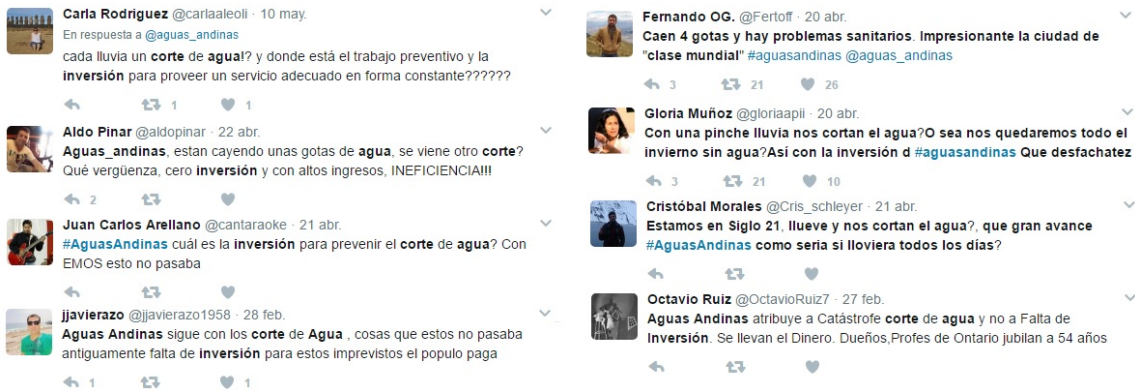 Carla Rodriguez @carlaaleoli · 10 may.
En respuesta a @aguas_andinas
cada lluvia un corte de agua!? y donde está el trabajo preventivo y la
inversión para proveer un servicio adecuado en forma constante??????
1 1
Aldo Pinar @aldopinar · 22 abr.
Aguas_andinas, estan cayendo unas gotas de agua, se viene otro corte?
Qué vergüenza, cero inversión y con altos ingresos, INEFICIENCIA!!!
2
Juan Carlos Arellano @cantaraoke · 21 abr.
#AguasAndinas cuál es la inversión para prevenir el corte de agua? Con
EMOS esto no pasaba
jjavierazo @jjavierazo1958 · 28 feb.
Aguas Andinas sigue con los corte de Agua , cosas que estos no pasaba
antiguamente falta de inversión para estos imprevistos el populo paga
1 1
Fernando OG. @Fertoff · 20 abr.
Caen 4 gotas y hay problemas sanitarios. Impresionante la ciudad de
"clase mundial" #aguasandinas @aguas_andinas
3 21 26
Gloria Muñoz @gloriaapii · 20 abr.
Con una pinche lluvia nos cortan el agua?O sea nos quedaremos todo el
invierno sin agua?Así con la inversión d #aguasandinas Que desfachatez
3 21 10
Cristóbal Morales @Cris_schleyer · 21 abr.
Estamos en Siglo 21, llueve y nos cortan el agua?, que gran avance
#AguasAndinas como seria si lloviera todos los días?
Octavio Ruiz @OctavioRuiz7 · 27 feb.
Aguas Andinas atribuye a Catástrofe corte de agua y no a Falta de
Inversión. Se llevan el Dinero. Dueños,Profes de Ontario jubilan a 54 años